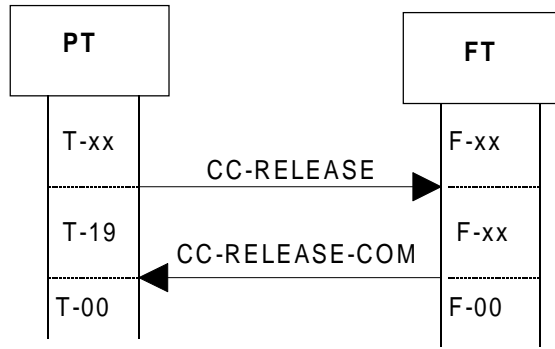 PT
FT
T-xx
F-xx
CC-RELEASE
T-19
F-xx
CC-RELEASE-COM
T-00
F-00